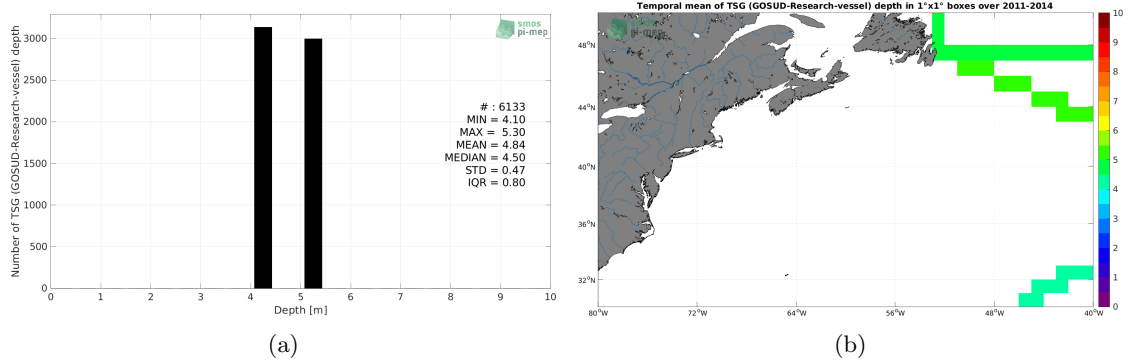 Number of TSG (GOSUD-Research-vessel) depth
3000
2500
2000
1500
1000
500
0
0 1 2 3 4 5 6 7 8 9 10
Depth [m]
smos
pi-mep
# : 6133
MIN = 4.10
MAX = 5.30
MEAN = 4.84
MEDIAN = 4.50
STD = 0.47
IQR = 0.80
(a)
Temporal mean of TSG (GOSUD-Research-vessel) depth in 1°x1° boxes over 2011-2014
smos
pi-mep
48°N
44°N
40°N
36°N
32°N
80°W 72°W 64°W 56°W 48°W 40°W
10
9
8
7
6
5
4
3
2
1
0
(b)